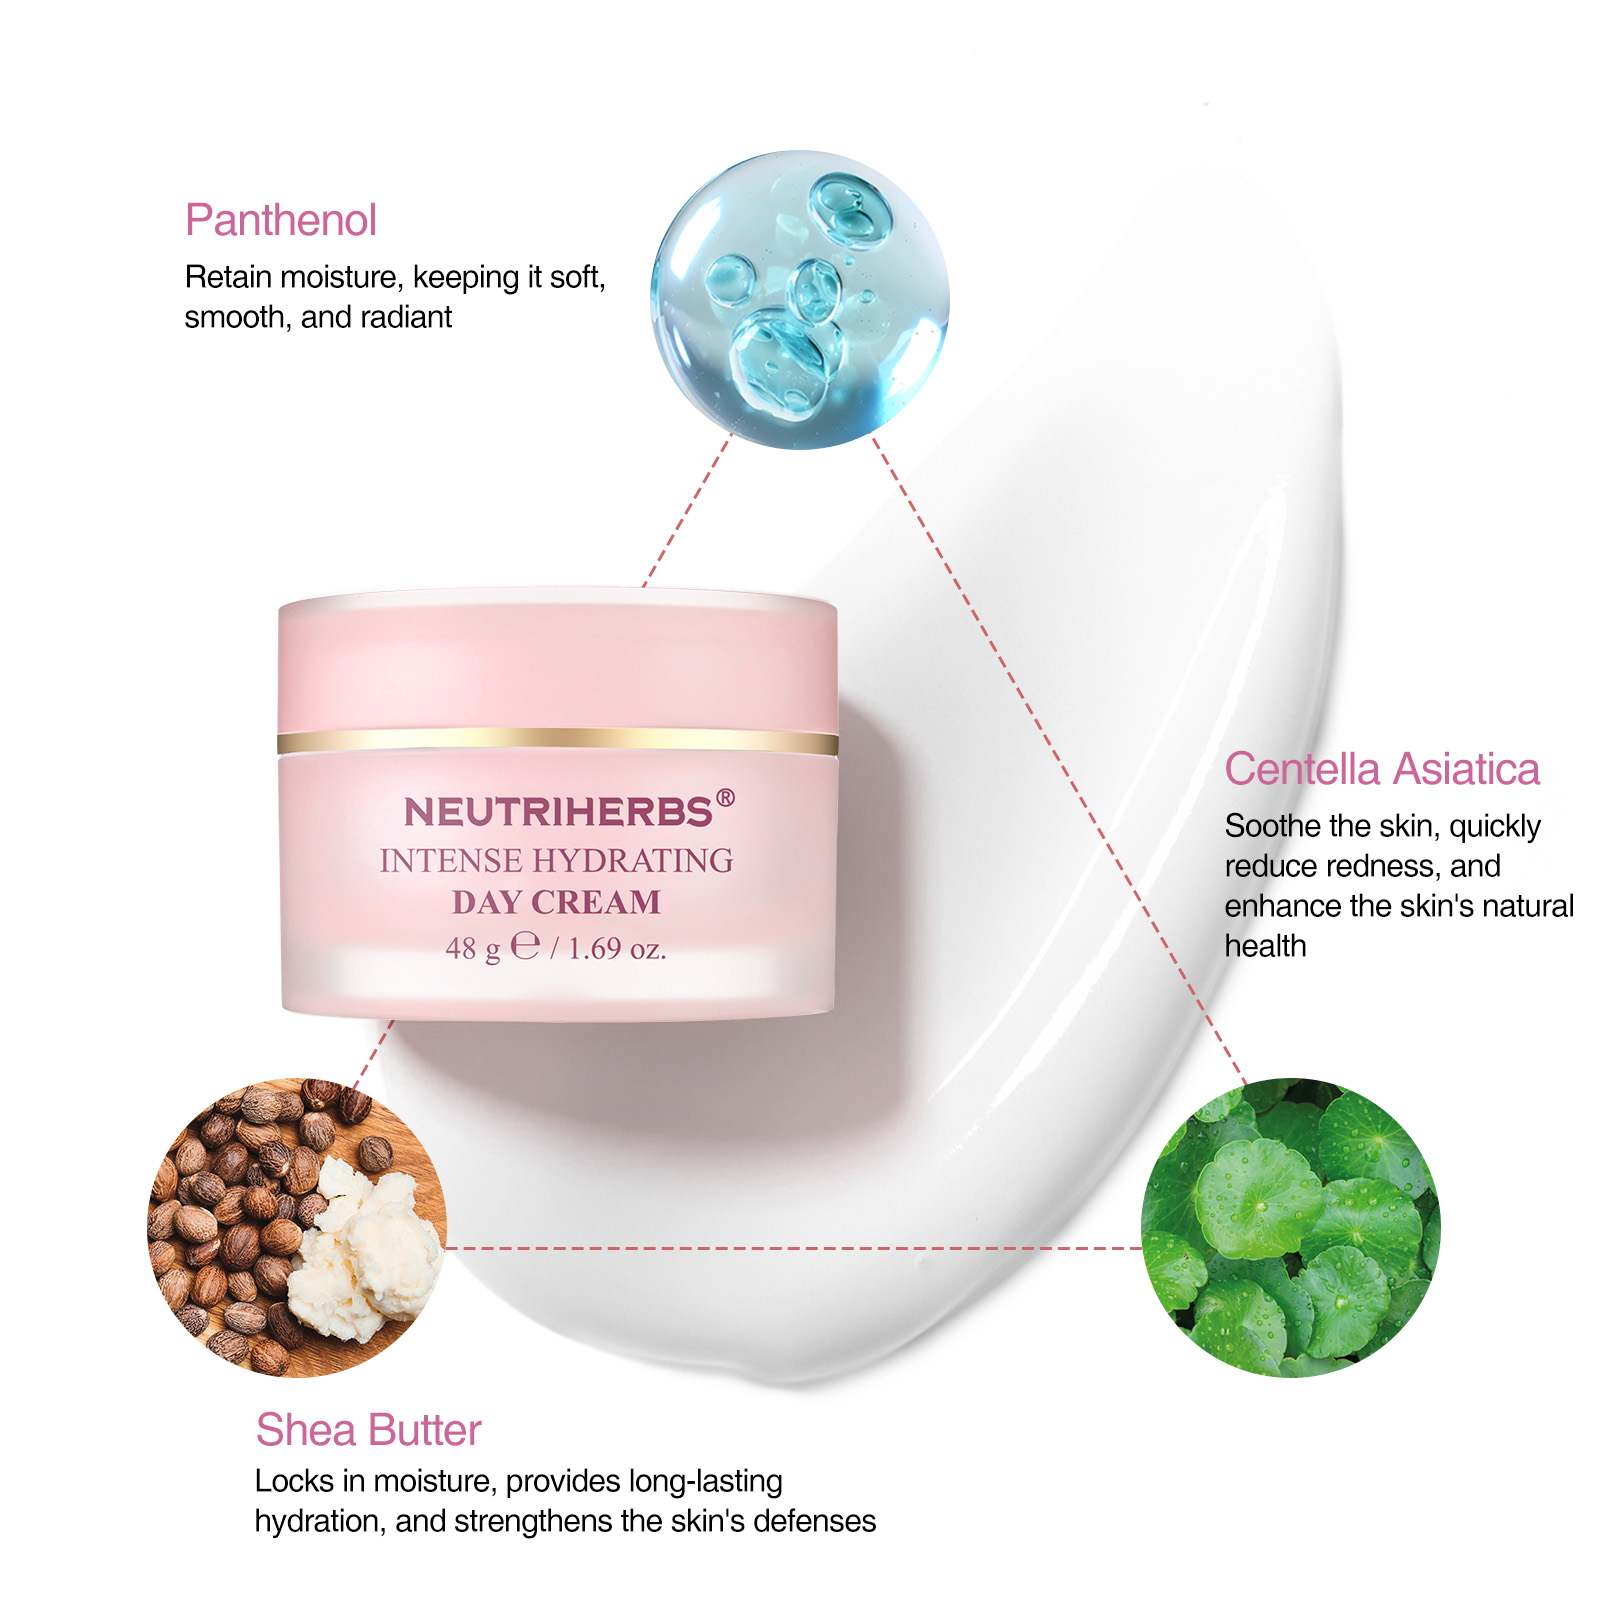 Panthenol
Retain moisture, keeping it soft,
smooth, and radiant
NEUTRIHERBS®
INTENSE HYDRATING
DAY CREAM
48 g ℮ / 1.69 oz.
Centella Asiatica
Soothe the skin, quickly
reduce redness, and
enhance the skin's natural
health
Shea Butter
Locks in moisture, provides long-lasting
hydration, and strengthens the skin's defenses